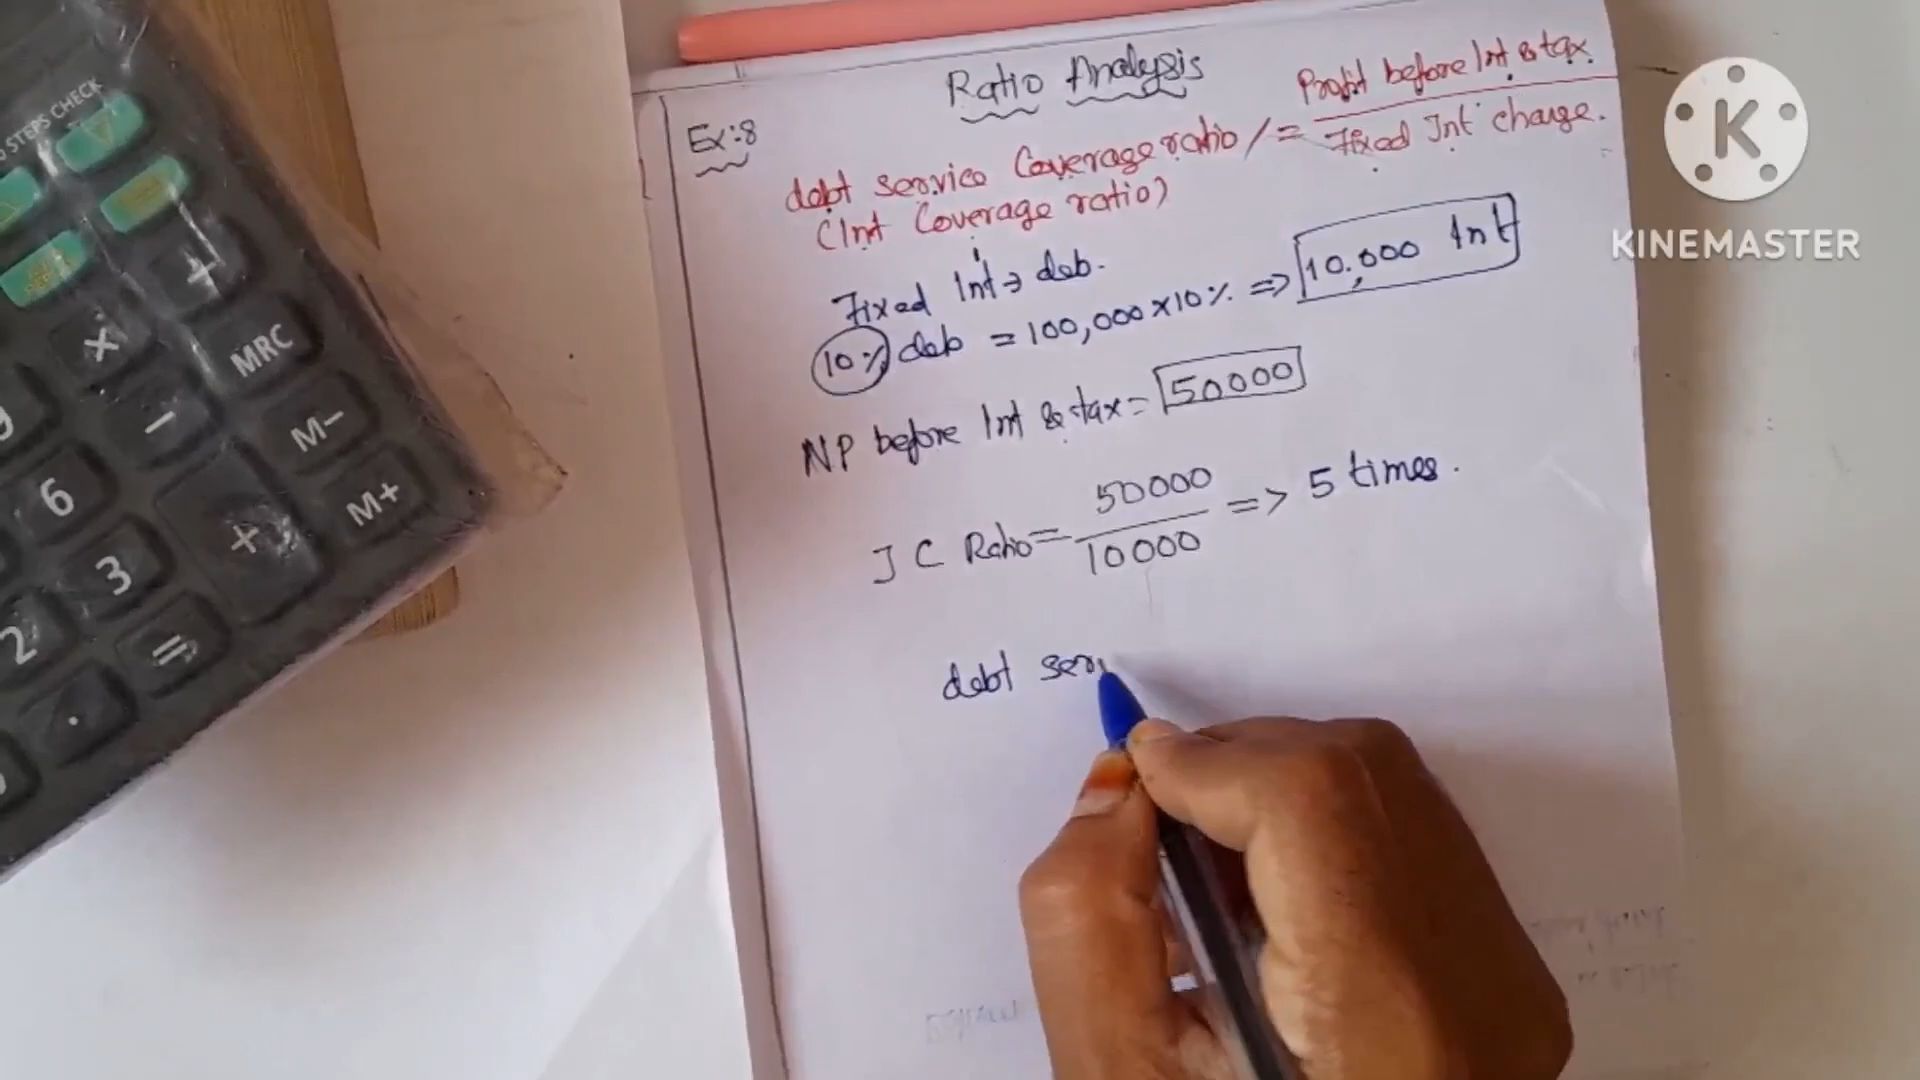 Ratio Analysis
Ex:8
debt service Coverage ratio / = Profit before Int & tax
Fixed Int charge.
(Int Coverage ratio)
Fixed Int → deb.
10% deb = 100,000 x 10% => 10,000 Int
NP before Int & tax = 50000
I C Ratio = 50000 => 5 times.
10000
debt serv
K
KINEMASTER
STEPS CHECK
MRC
M-
M+
+
×
-
+
6
3
2
=
.